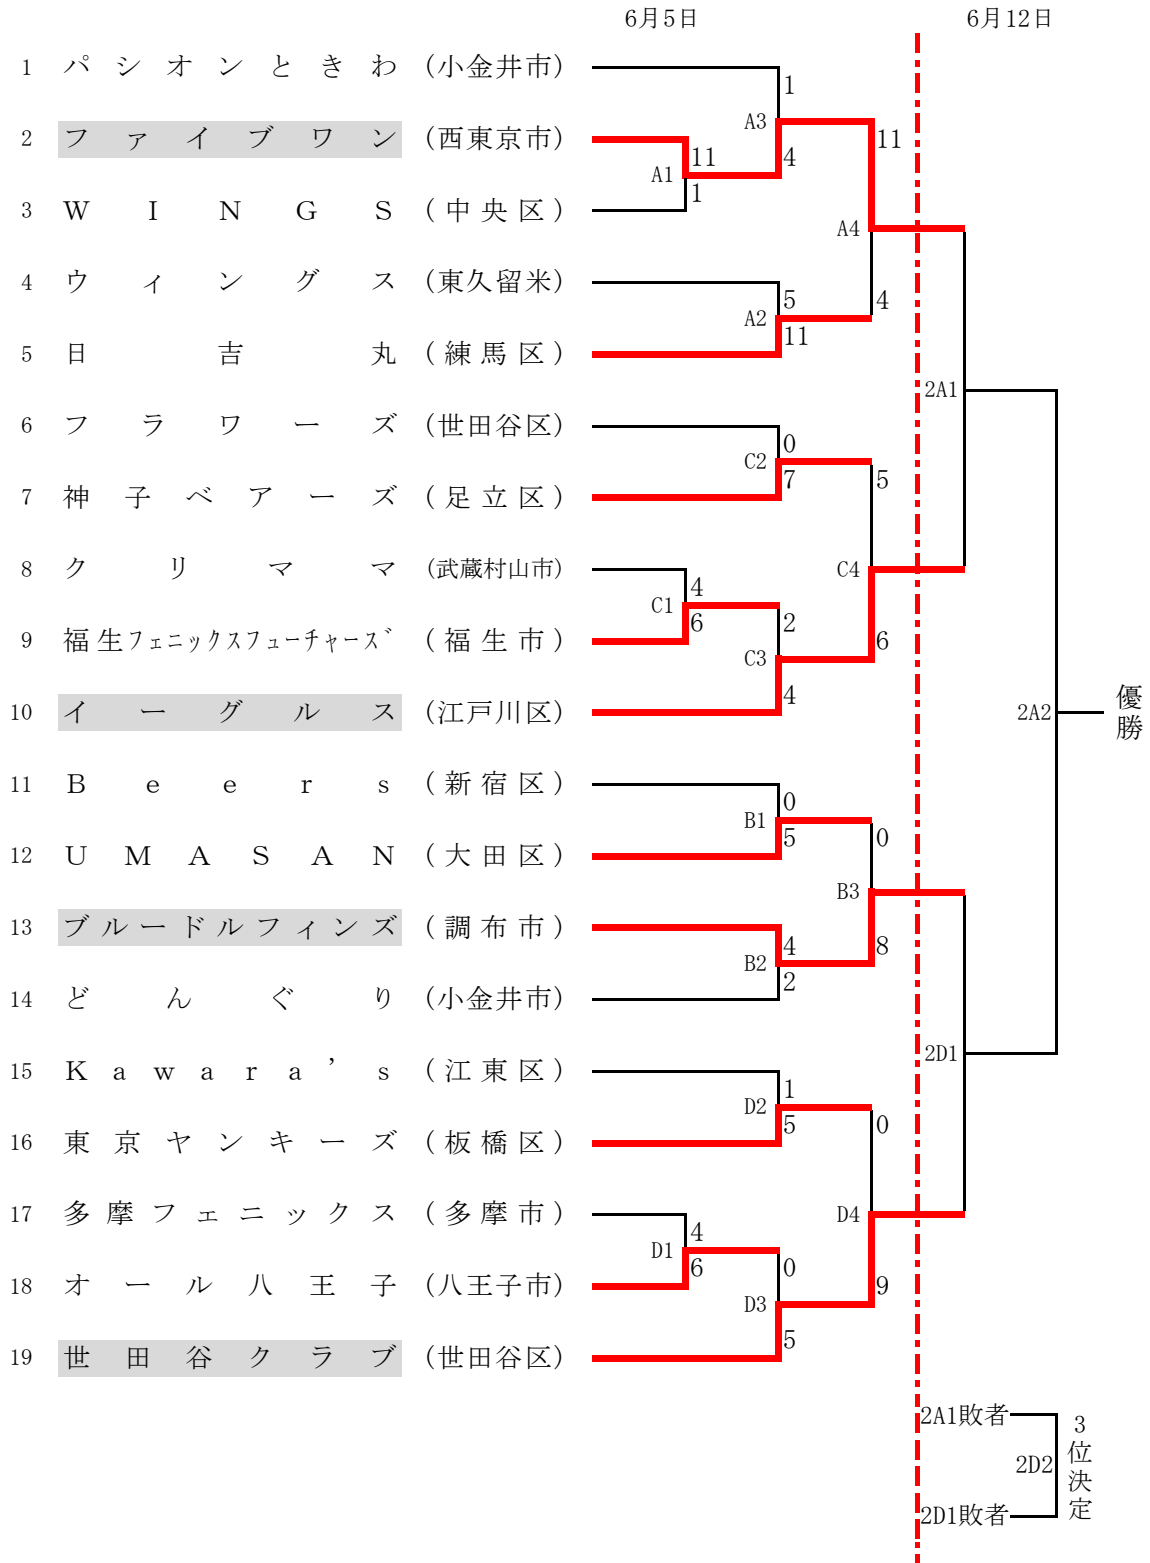 6月5日 6月12日
1 パシオンときわ (小金井市)
1
A3
2 ファイブワン (西東京市)
11
11
4
A1
1
3 WINGS (中央区)
A4
4 ウィングス (東久留米)
5
4
A2
11
5 日吉丸 (練馬区)
2A1
6 フラワーズ (世田谷区)
0
C2
7
5
7 神子ベアーズ (足立区)
8 クリママ (武蔵村山市)
C4
4
C1
6
2
9 福生フェニックスフューチャーズ (福生市)
6
C3
4
10 イーグルス (江戸川区)
2A2
優勝
11 Beers (新宿区)
0
B1
5
0
12 UMASAN (大田区)
B3
13 ブルードルフィンズ (調布市)
4
8
B2
2
14 どんぐり (小金井市)
2D1
15 Kawara’s (江東区)
1
D2
5
0
16 東京ヤンキーズ (板橋区)
17 多摩フェニックス (多摩市)
D4
4
D1
6
0
18 オール八王子 (八王子市)
9
D3
5
19 世田谷クラブ (世田谷区)
2A1敗者
2D2
3位決定
2D1敗者